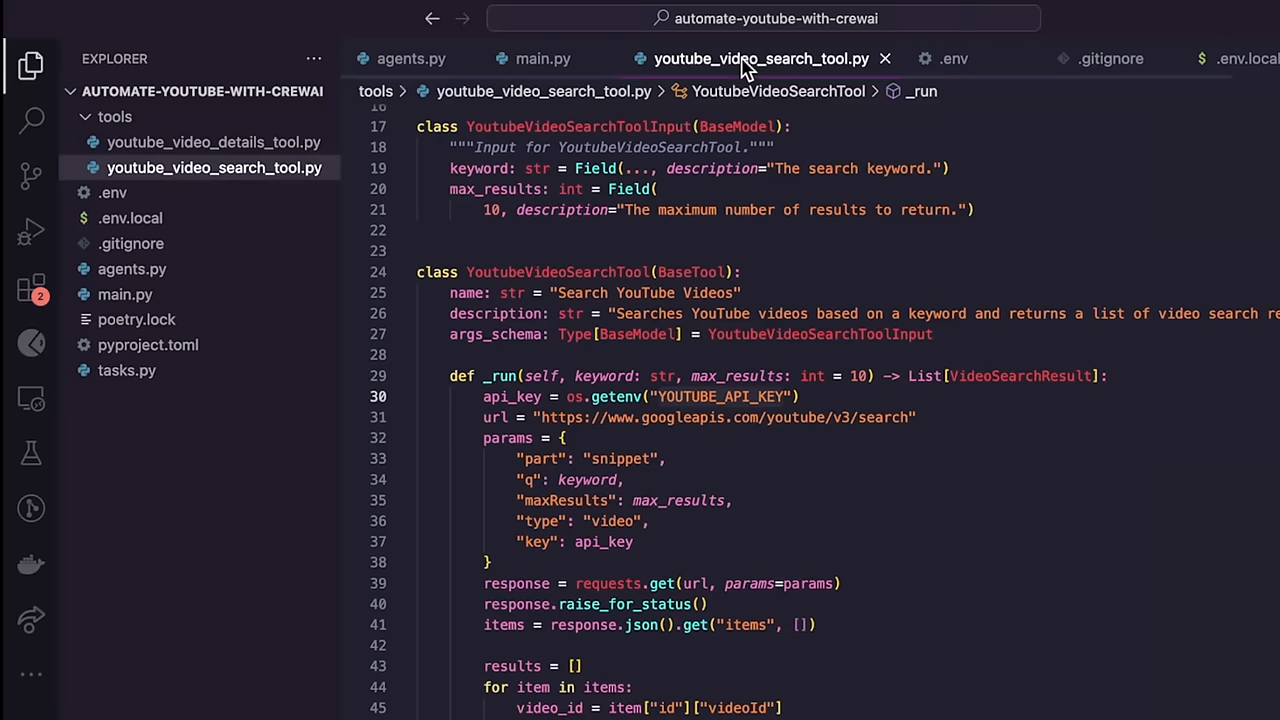 automate-youtube-with-crewai
EXPLORER
agents.py
main.py
youtube_video_search_tool.py
.env
.gitignore
.env.local
AUTOMATE-YOUTUBE-WITH-CREWAI
tools
youtube_video_details_tool.py
youtube_video_search_tool.py
.env
.env.local
.gitignore
agents.py
main.py
poetry.lock
pyproject.toml
tasks.py
2
tools > youtube_video_search_tool.py > YoutubeVideoSearchTool > _run
16
17 class YoutubeVideoSearchToolInput(BaseModel):
18 """Input for YoutubeVideoSearchTool."""
19 keyword: str = Field(..., description="The search keyword.")
20 max_results: int = Field(
21 10, description="The maximum number of results to return.")
22
23
24 class YoutubeVideoSearchTool(BaseTool):
25 name: str = "Search YouTube Videos"
26 description: str = "Searches YouTube videos based on a keyword and returns a list of video search re
27 args_schema: Type[BaseModel] = YoutubeVideoSearchToolInput
28
29 def _run(self, keyword: str, max_results: int = 10) -> List[VideoSearchResult]:
30 api_key = os.getenv("YOUTUBE_API_KEY")
31 url = "https://www.googleapis.com/youtube/v3/search"
32 params = {
33 "part": "snippet",
34 "q": keyword,
35 "maxResults": max_results,
36 "type": "video",
37 "key": api_key
38 }
39 response = requests.get(url, params=params)
40 response.raise_for_status()
41 items = response.json().get("items", [])
42
43 results = []
44 for item in items:
45 video_id = item["id"]["videoId"]